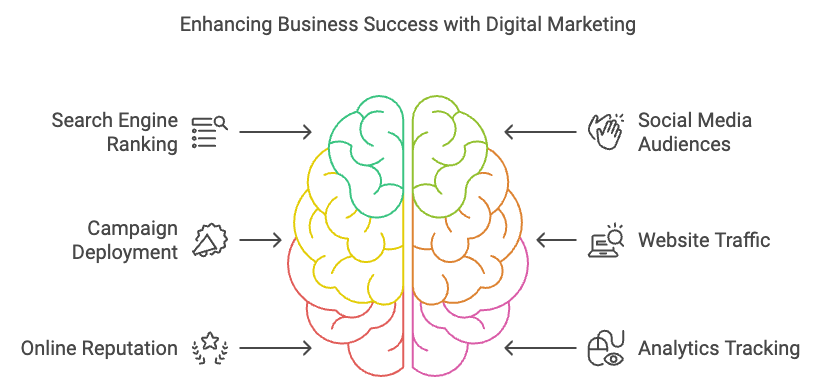 Enhancing Business Success with Digital Marketing
Search Engine
Ranking
Social Media
Audiences
Campaign
Deployment
Website Traffic
Online Reputation
Analytics Tracking